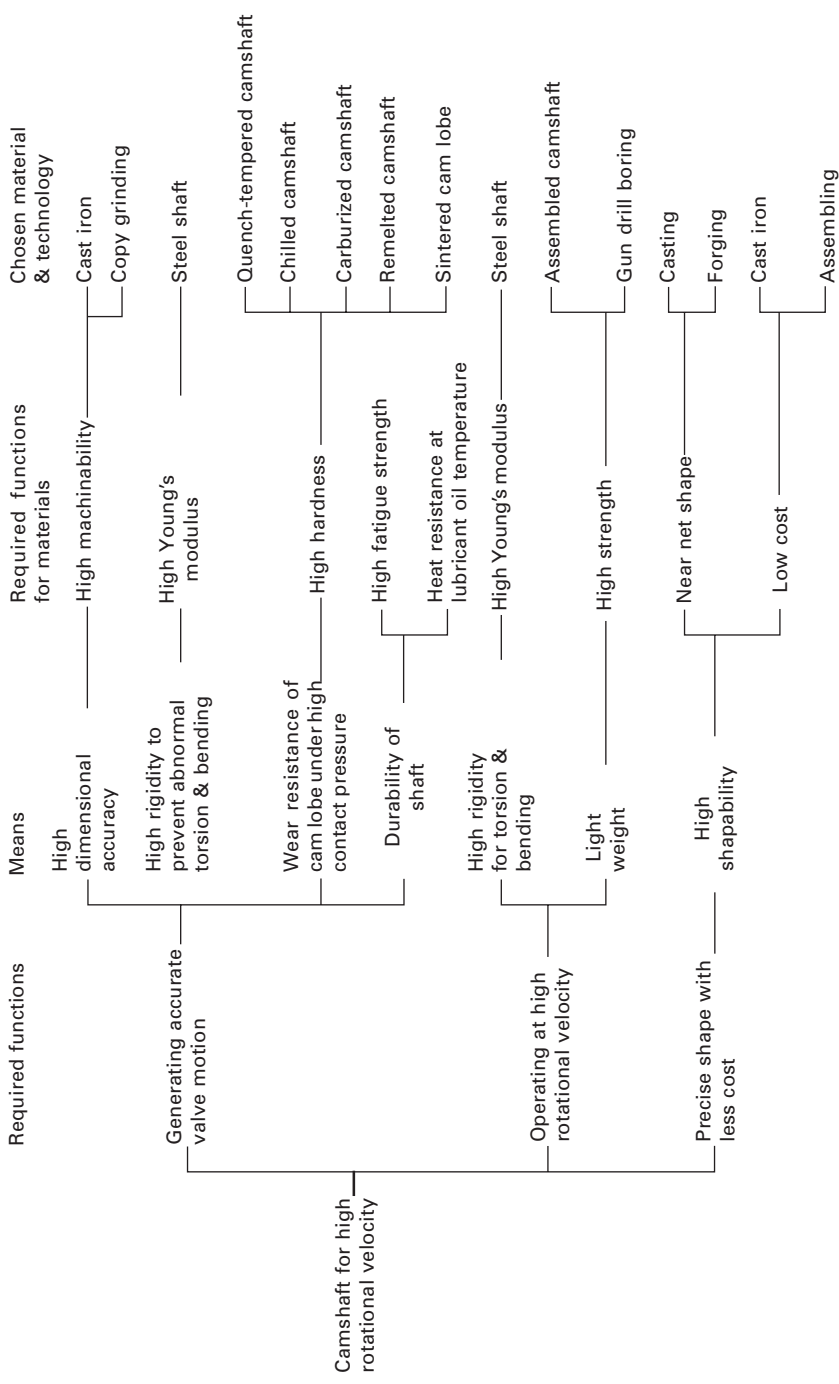 Required functions
Means
Required functions
for materials
Chosen material
& technology
Camshaft for high
rotational velocity
Generating accurate
valve motion
High
dimensional
accuracy
High machinability
Cast iron
Copy grinding
High rigidity to
prevent abnormal
torsion & bending
High Young's
modulus
Steel shaft
Wear resistance of
cam lobe under high
contact pressure
High hardness
Quench-tempered camshaft
Chilled camshaft
Carburized camshaft
Remelted camshaft
Sintered cam lobe
Durability of
shaft
High fatigue strength
Heat resistance at
lubricant oil temperature
Operating at high
rotational velocity
High rigidity
for torsion &
bending
High Young's modulus
Steel shaft
Light
weight
High strength
Assembled camshaft
Gun drill boring
Precise shape with
less cost
High
shapability
Near net shape
Casting
Forging
Low cost
Cast iron
Assembling